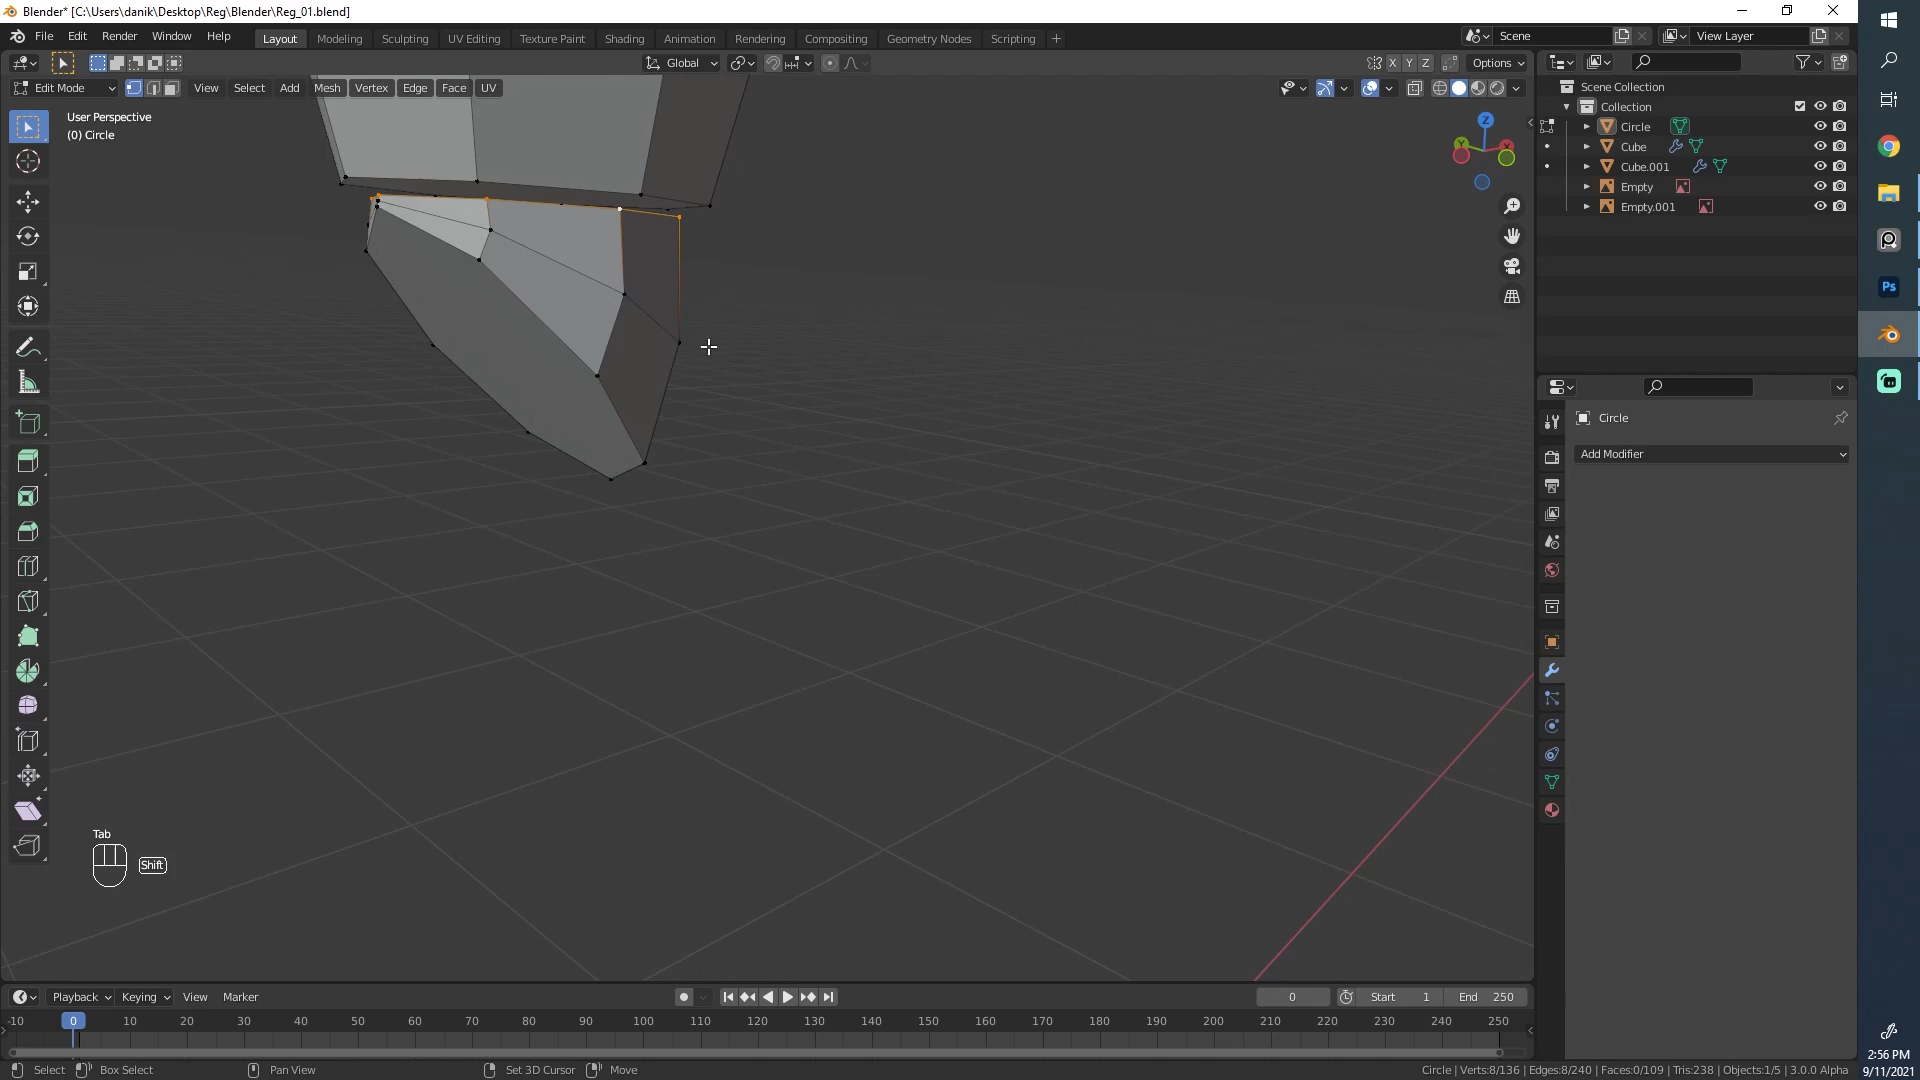 Blender* [C:\Users\danik\Desktop\Reg\Blender\Reg_01.blend]
File Edit Render Window Help Layout Modeling Sculpting UV Editing Texture Paint Shading Animation Rendering Compositing Geometry Nodes Scripting Scene View Layer
Global X Y Z Options
Edit Mode View Select Add Mesh Vertex Edge Face UV
User Perspective
(0) Circle
Z
Scene Collection
Collection
Circle
Cube
Cube.001
Empty
Empty.001
Circle
Add Modifier
Tab
Shift
Ps
Playback Keying View Marker 0 Start 1 End 250
-10 0 10 20 30 40 50 60 70 80 90 100 110 120 130 140 150 160 170 180 190 200 210 220 230 240 250
Select Box Select Pan View Set 3D Cursor Move Circle | Verts:8/136 | Edges:8/240 | Faces:0/109 | Tris:238 | Objects:1/5 | 3.0.0 Alpha
2:56 PM
9/11/2021